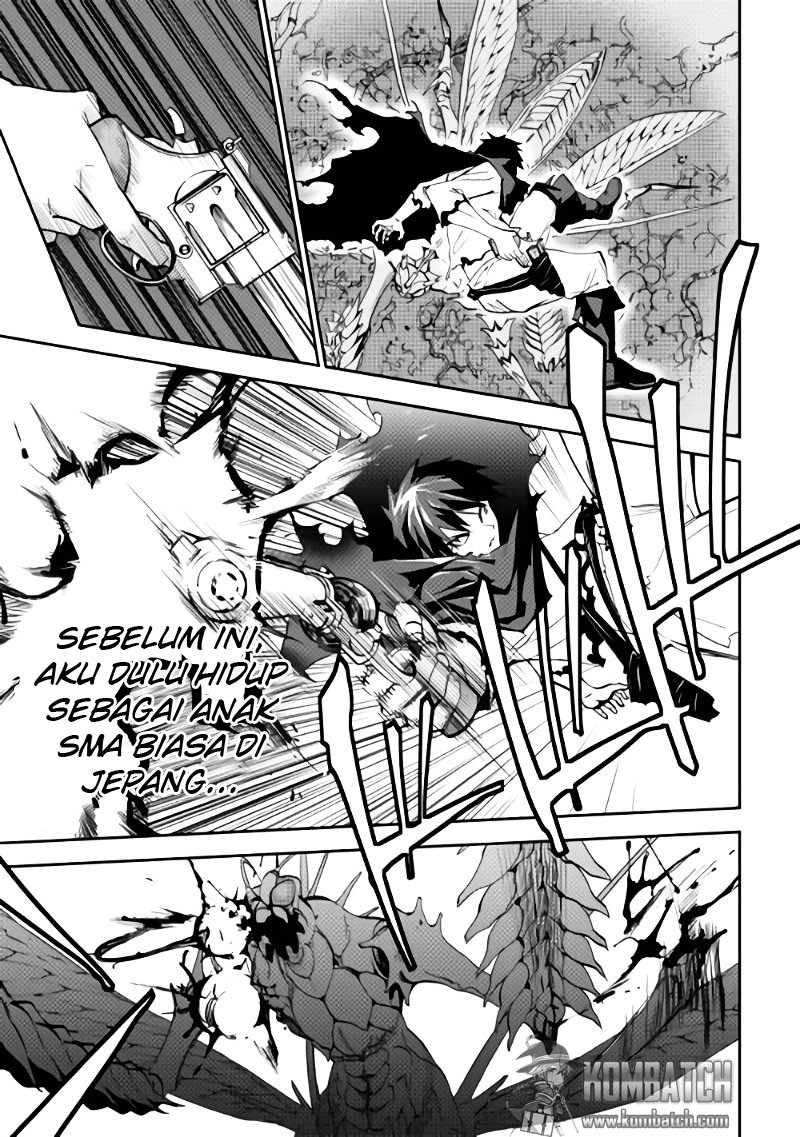 SEBELUM INI,
AKU DULU HIDUP
SEBAGAI ANAK
SMA BIASA DI
JEPANG...
KOMBATCH
www.kombatch.com